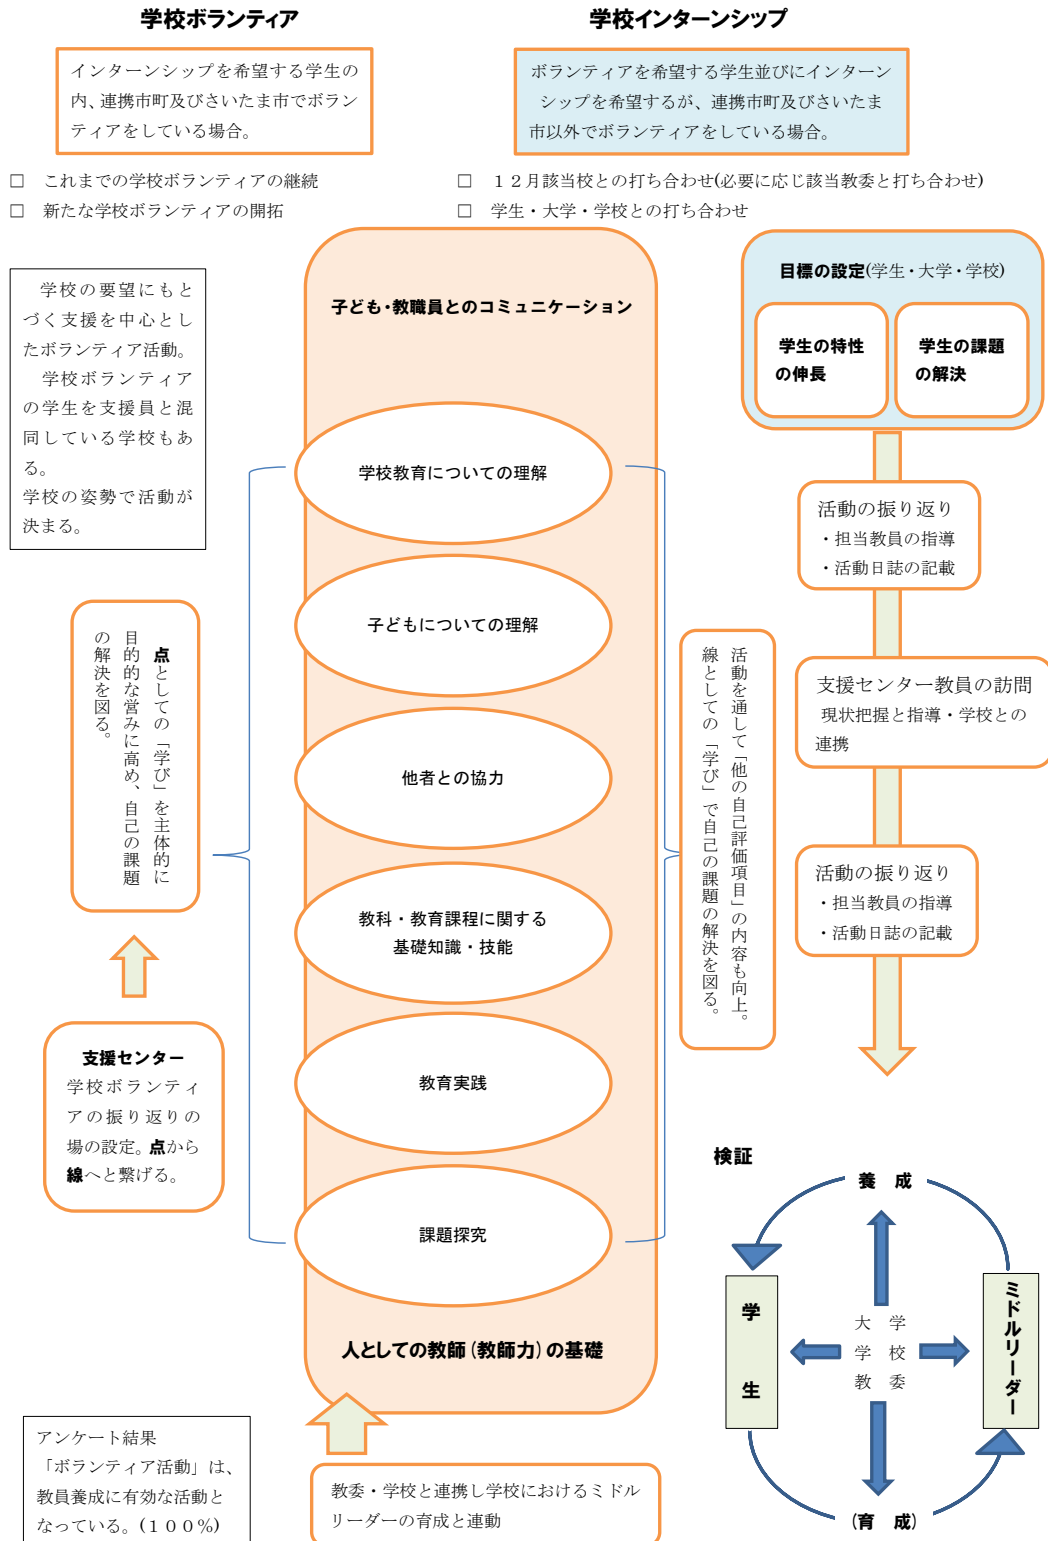 学校ボランティア
学校インターンシップ
インターンシップを希望する学生の
内、連携市町及びさいたま市でボラン
ティアをしている場合。
ボランティアを希望する学生並びにインターン
シップを希望するが、連携市町及びさいたま
市以外でボランティアをしている場合。
□ これまでの学校ボランティアの継続
□ 新たな学校ボランティアの開拓
□ １２月該当校との打ち合わせ(必要に応じ該当教委と打ち合わせ)
□ 学生・大学・学校との打ち合わせ
学校の要望にもと
づく支援を中心とし
たボランティア活動。
学校ボランティア
の学生を支援員と混
同している学校もあ
る。
学校の姿勢で活動が
決まる。
点としての「学び」を主体的に
目的的な営みに高め、自己の課題
の解決を図る。
支援センター
学校ボランティ
アの振り返りの
場の設定。点から
線へと繋げる。
アンケート結果
「ボランティア活動」は、
教員養成に有効な活動と
なっている。(１００%)
子ども・教職員とのコミュニケーション
学校教育についての理解
子どもについての理解
他者との協力
教科・教育課程に関する
基礎知識・技能
教育実践
課題探究
人としての教師(教師力)の基礎
教委・学校と連携し学校におけるミドル
リーダーの育成と連動
活動を通して「他の自己評価項目」の内容も向上。
線としての「学び」で自己の課題の解決を図る。
目標の設定(学生・大学・学校)
学生の特性
の伸長
学生の課題
の解決
活動の振り返り
・担当教員の指導
・活動日誌の記載
支援センター教員の訪問
現状把握と指導・学校との
連携
活動の振り返り
・担当教員の指導
・活動日誌の記載
検証
養 成
学 生
大 学
学 校
教 委
ミドルリーダー
(育 成)